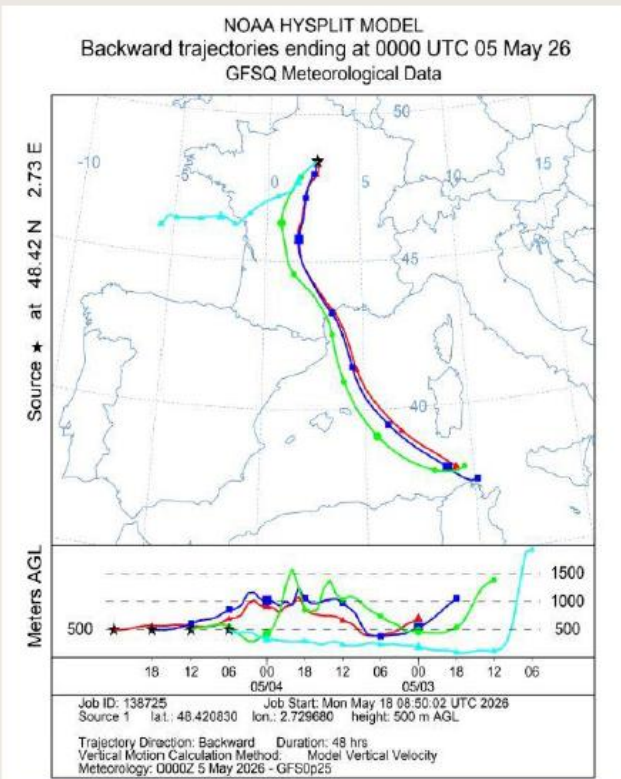 NOAA HYSPLIT MODEL
Backward trajectories ending at 0000 UTC 05 May 26
GFSQ Meteorological Data
Source ★ at 48.42 N 2.73 E
-10
-5
0
5
10
15
50
45
40
Meters AGL
500
1500
1000
500
18 12 06 00 18 12 06 00 18 12 06
05/04 05/03
Job ID: 138725 Job Start: Mon May 18 08:50:02 UTC 2026
Source 1 lat.: 48.420830 lon.: 2.729680 height: 500 m AGL
Trajectory Direction: Backward Duration: 48 hrs
Vertical Motion Calculation Method: Model Vertical Velocity
Meteorology: 0000Z 5 May 2026 - GFS0p25